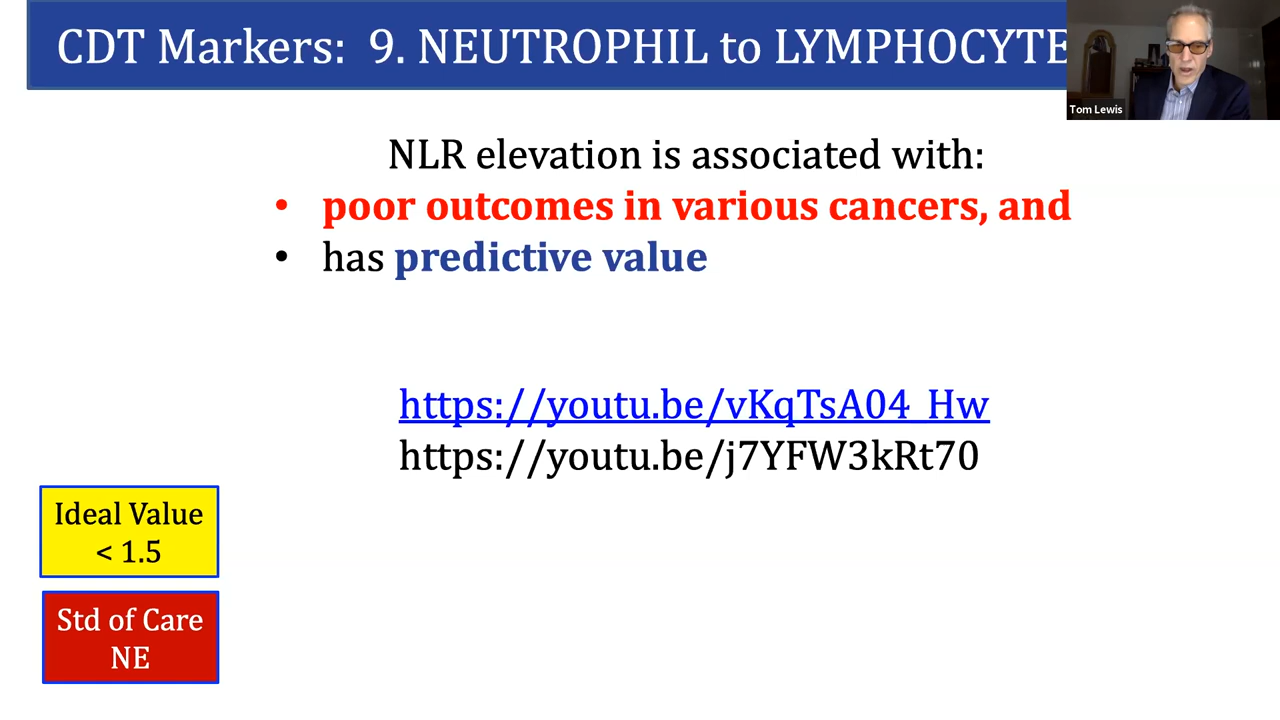 CDT Markers: 9. NEUTROPHIL to LYMPHOCYTE
Tom Lewis
NLR elevation is associated with:
• poor outcomes in various cancers, and
• has predictive value
https://youtu.be/vKqTsA04_Hw
https://youtu.be/j7YFW3kRt70
Ideal Value
< 1.5
Std of Care
NE